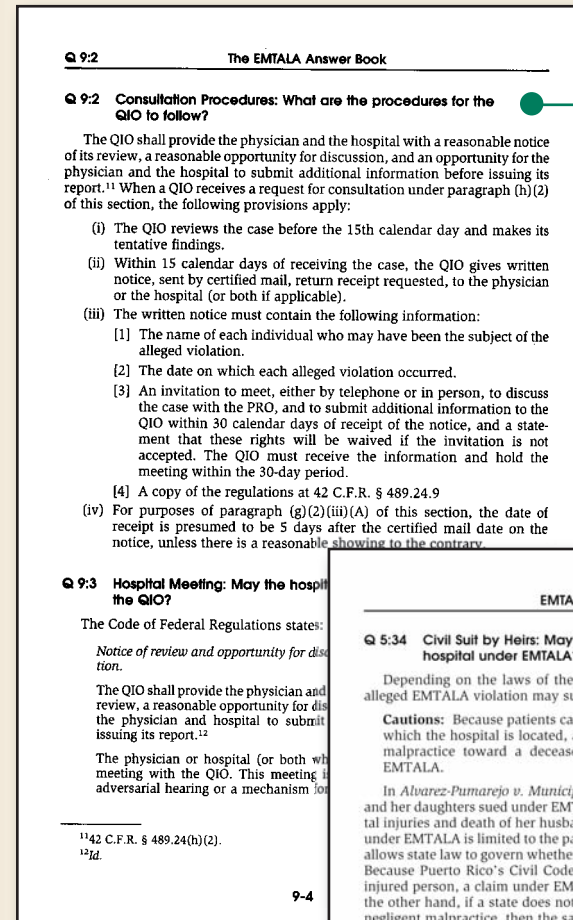 Q 9:2 The EMTALA Answer Book
Q 9:2 Consultation Procedures: What are the procedures for the
QIO to follow?
The QIO shall provide the physician and the hospital with a reasonable notice
of its review, a reasonable opportunity for discussion, and an opportunity for the
physician and the hospital to submit additional information before issuing its
report.¹¹ When a QIO receives a request for consultation under paragraph (h)(2)
of this section, the following provisions apply:
(i) The QIO reviews the case before the 15th calendar day and makes its
tentative findings.
(ii) Within 15 calendar days of receiving the case, the QIO gives written
notice, sent by certified mail, return receipt requested, to the physician
or the hospital (or both if applicable).
(iii) The written notice must contain the following information:
[1] The name of each individual who may have been the subject of the
alleged violation.
[2] The date on which each alleged violation occurred.
[3] An invitation to meet, either by telephone or in person, to discuss
the case with the PRO, and to submit additional information to the
QIO within 30 calendar days of receipt of the notice, and a state-
ment that these rights will be waived if the invitation is not
accepted. The QIO must receive the information and hold the
meeting within the 30-day period.
[4] A copy of the regulations at 42 C.F.R. § 489.24.9
(iv) For purposes of paragraph (g)(2)(iii)(A) of this section, the date of
receipt is presumed to be 5 days after the certified mail date on the
notice, unless there is a reasonable showing to the contrary.
Q 9:3 Hospital Meeting: May the hospit
the QIO?
The Code of Federal Regulations states:
Notice of review and opportunity for disc
tion.
The QIO shall provide the physician and
review, a reasonable opportunity for dis
the physician and hospital to submit
issuing its report.¹²
The physician or hospital (or both wh
meeting with the QIO. This meeting i
adversarial hearing or a mechanism for
¹¹42 C.F.R. § 489.24(h)(2).
¹²Id.
9-4
EMTA
Q 5:34 Civil Suit by Heirs: May
hospital under EMTALA
Depending on the laws of the
alleged EMTALA violation may su
Cautions: Because patients ca
which the hospital is located,
malpractice toward a deceas
EMTALA.
In Alvarez-Pumarejo v. Munici
and her daughters sued under EM
tal injuries and death of her husb
under EMTALA is limited to the pa
allows state law to govern whethe
Because Puerto Rico's Civil Code
injured person, a claim under EM
the other hand, if a state does not
negligent malpractice, then the s